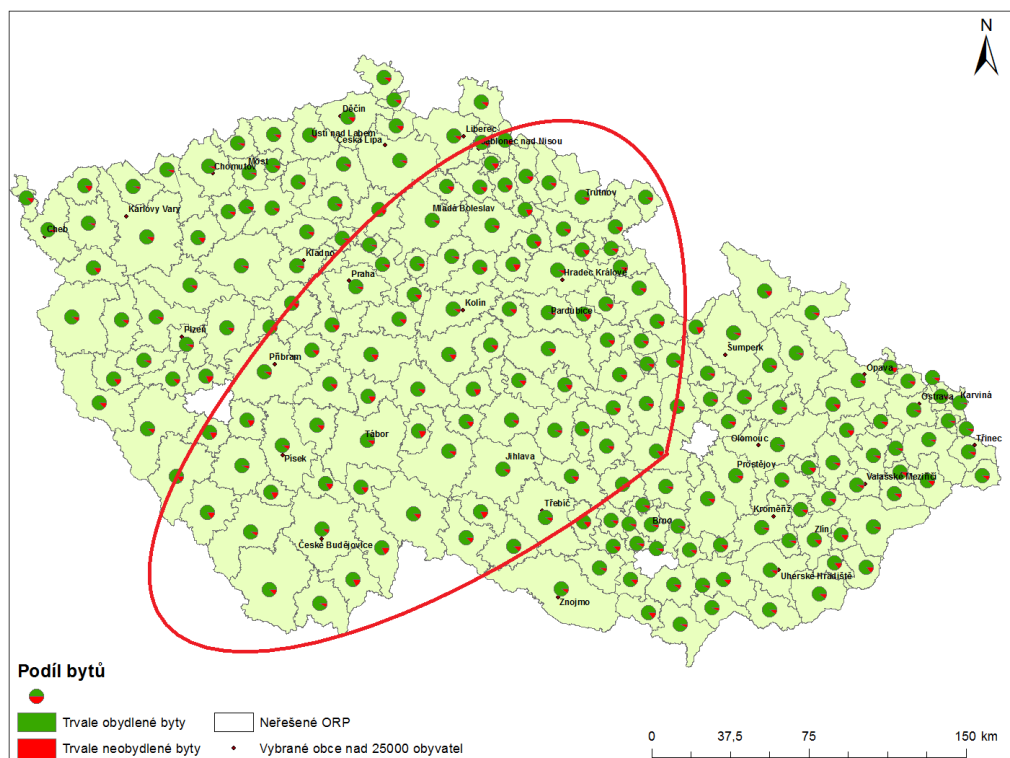 N
Děčín
Liberec
Ústí nad Labem
Česká Lípa
Jablonec nad Nisou
Most
Chomutov
Trutnov
Karlovy Vary
Mladá Boleslav
Cheb
Kladno
Praha
Hradec Králové
Kolín
Pardubice
Plzeň
Šumperk
Příbram
Opava
Ostrava
Karviná
Tábor
Olomouc
Třinec
Písek
Jihlava
Prostějov
Valašské Meziříčí
Třebíč
Kroměříž
Brno
Zlín
České Budějovice
Uherské Hradiště
Znojmo
Podíl bytů
Trvale obydlené byty
Neřešené ORP
Trvale neobydlené byty
Vybrané obce nad 25000 obyvatel
0 37,5 75 150 km